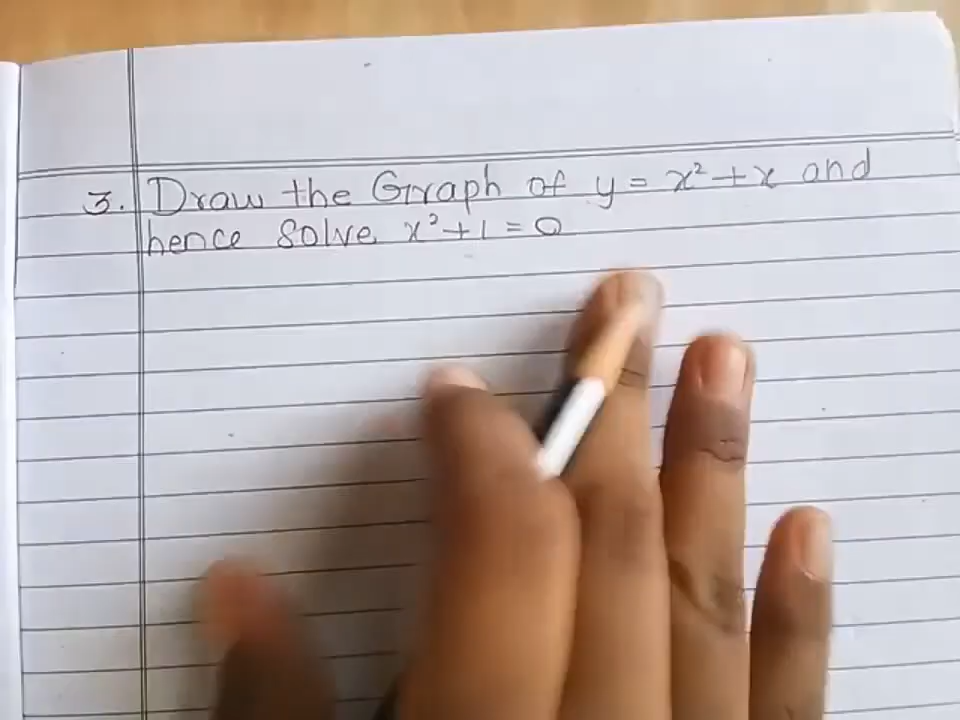 3. Draw the Graph of y = x² + x and
hence solve x² + 1 = 0